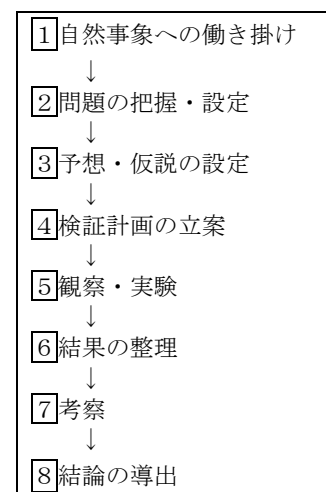 1自然事象への働き掛け
↓
2問題の把握・設定
↓
3予想・仮説の設定
↓
4検証計画の立案
↓
5観察・実験
↓
6結果の整理
↓
7考察
↓
8結論の導出